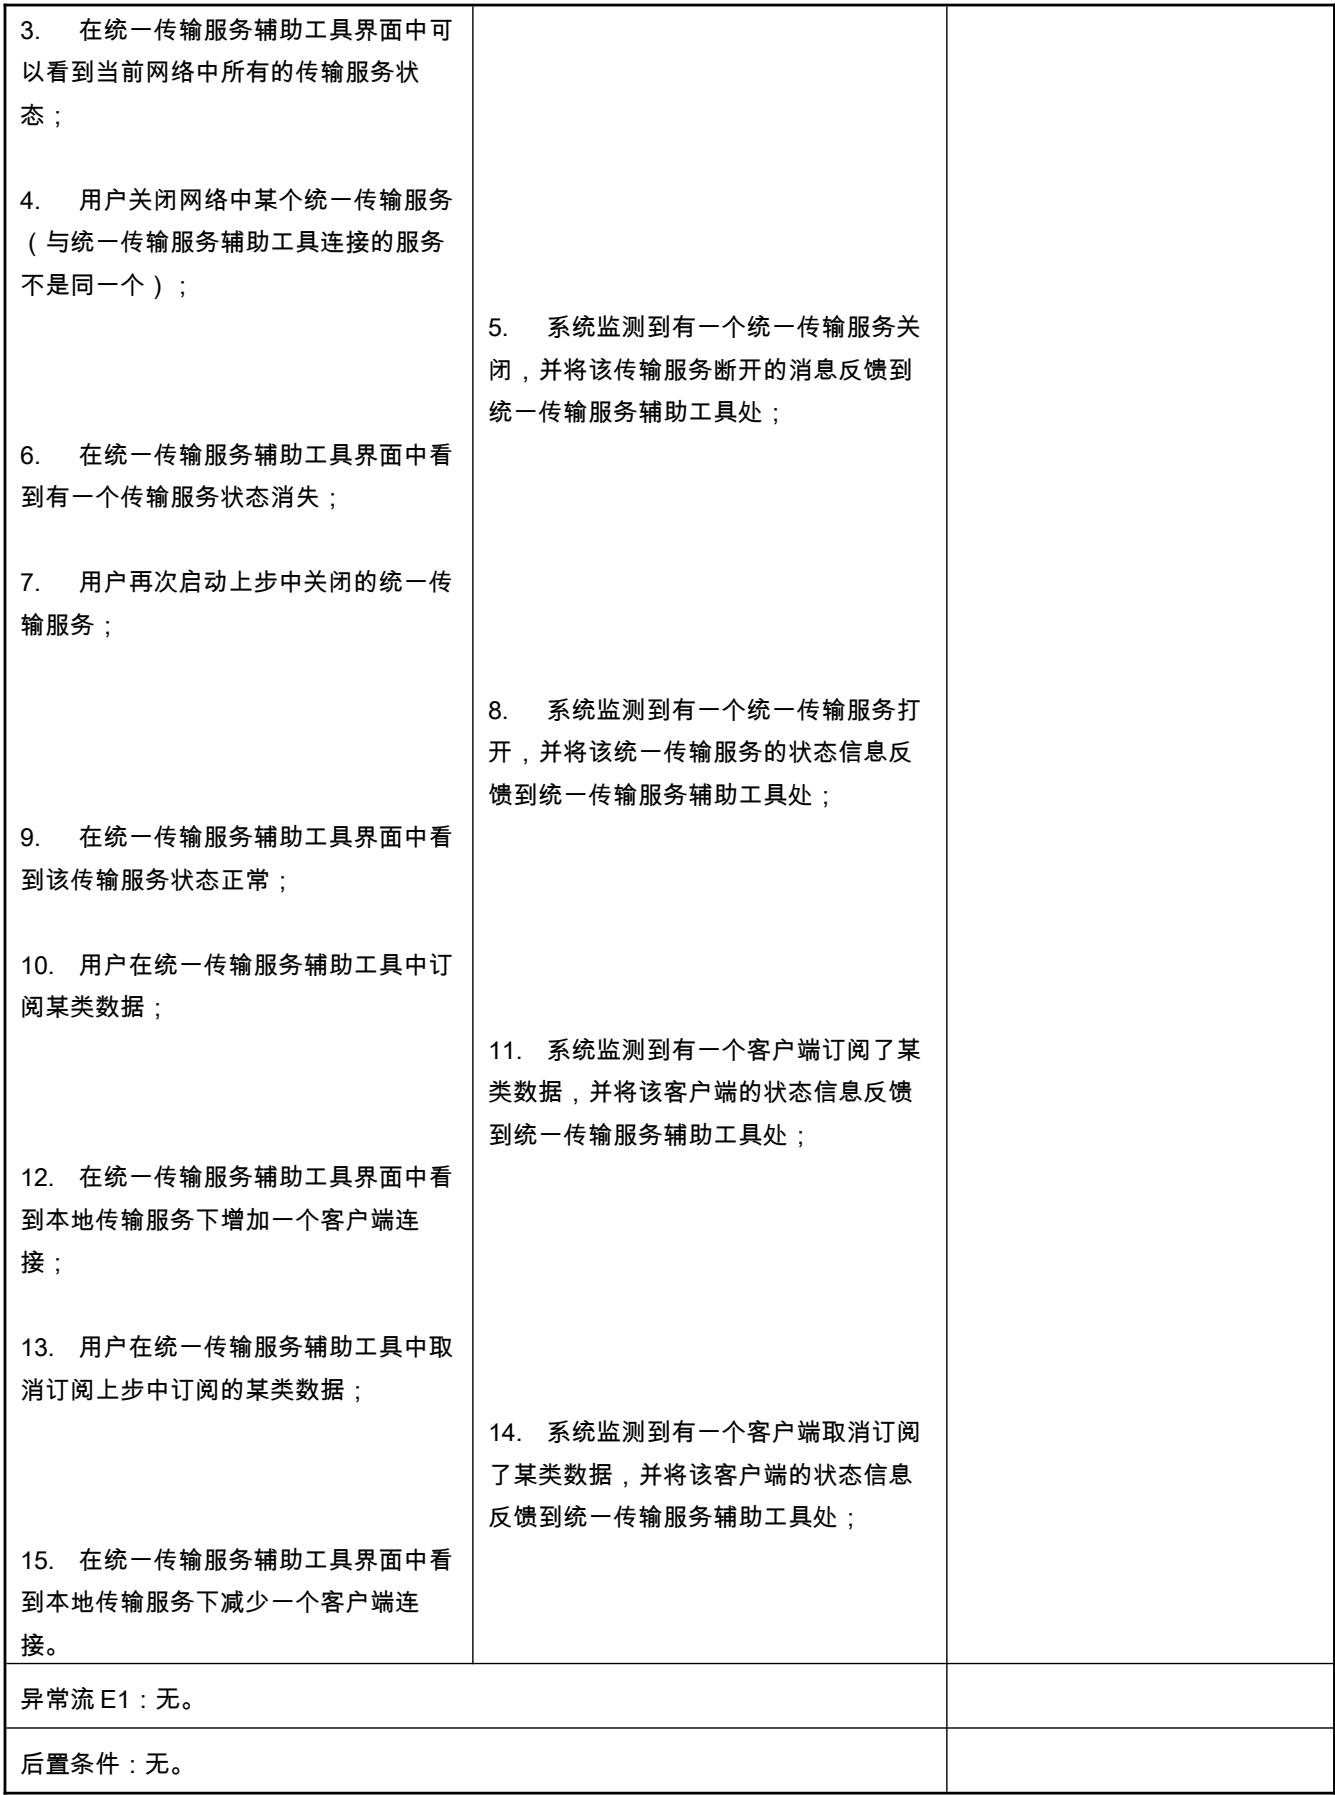 3. 在统一传输服务辅助工具界面中可
以看到当前网络中所有的传输服务状
态；
4. 用户关闭网络中某个统一传输服务
（与统一传输服务辅助工具连接的服务
不是同一个）；
5. 系统监测到有一个统一传输服务关
闭，并将该传输服务断开的消息反馈到
统一传输服务辅助工具处；
6. 在统一传输服务辅助工具界面中看
到有一个传输服务状态消失；
7. 用户再次启动上步中关闭的统一传
输服务；
8. 系统监测到有一个统一传输服务打
开，并将该统一传输服务的状态信息反
馈到统一传输服务辅助工具处；
9. 在统一传输服务辅助工具界面中看
到该传输服务状态正常；
10. 用户在统一传输服务辅助工具中订
阅某类数据；
11. 系统监测到有一个客户端订阅了某
类数据，并将该客户端的状态信息反馈
到统一传输服务辅助工具处；
12. 在统一传输服务辅助工具界面中看
到本地传输服务下增加一个客户端连
接；
13. 用户在统一传输服务辅助工具中取
消订阅上步中订阅的某类数据；
14. 系统监测到有一个客户端取消订阅
了某类数据，并将该客户端的状态信息
反馈到统一传输服务辅助工具处；
15. 在统一传输服务辅助工具界面中看
到本地传输服务下减少一个客户端连
接。
异常流 E1：无。
后置条件：无。